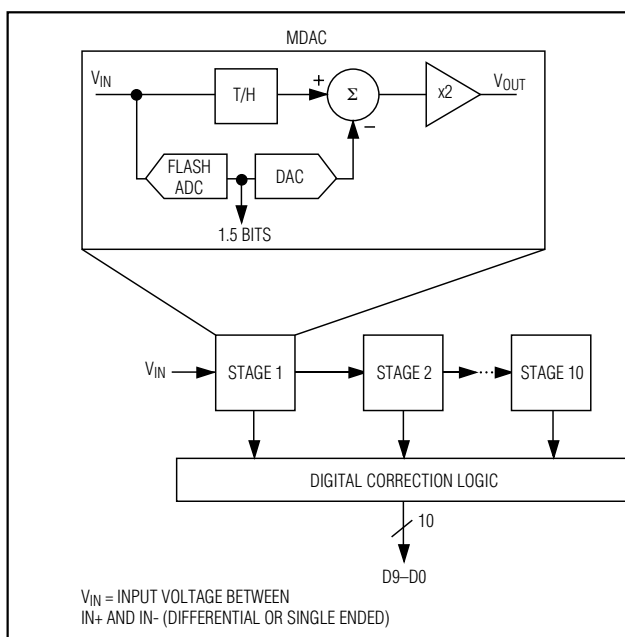 MDAC
VIN
T/H
+
Σ
−
x2
VOUT
FLASH
ADC
DAC
1.5 BITS
VIN
STAGE 1
STAGE 2
...
STAGE 10
DIGITAL CORRECTION LOGIC
10
D9–D0
VIN = INPUT VOLTAGE BETWEEN
IN+ AND IN- (DIFFERENTIAL OR SINGLE ENDED)